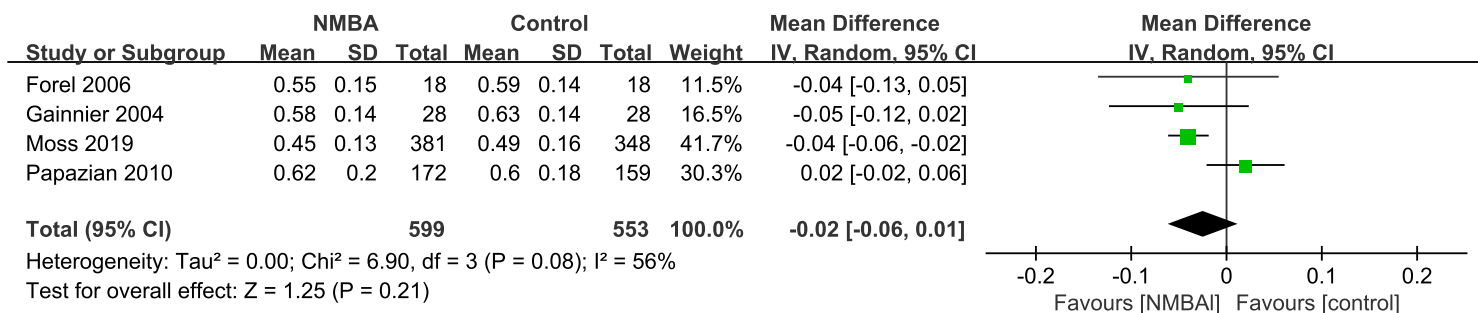 NMBA Control Mean Difference Mean Difference
Study or Subgroup Mean SD Total Mean SD Total Weight IV, Random, 95% CI IV, Random, 95% CI
Forel 2006 0.55 0.15 18 0.59 0.14 18 11.5% -0.04 [-0.13, 0.05]
Gainnier 2004 0.58 0.14 28 0.63 0.14 28 16.5% -0.05 [-0.12, 0.02]
Moss 2019 0.45 0.13 381 0.49 0.16 348 41.7% -0.04 [-0.06, -0.02]
Papazian 2010 0.62 0.2 172 0.6 0.18 159 30.3% 0.02 [-0.02, 0.06]
Total (95% CI) 599 553 100.0% -0.02 [-0.06, 0.01]
Heterogeneity: Tau² = 0.00; Chi² = 6.90, df = 3 (P = 0.08); I² = 56%
Test for overall effect: Z = 1.25 (P = 0.21)
-0.2 -0.1 0 0.1 0.2
Favours [NMBAl] Favours [control]